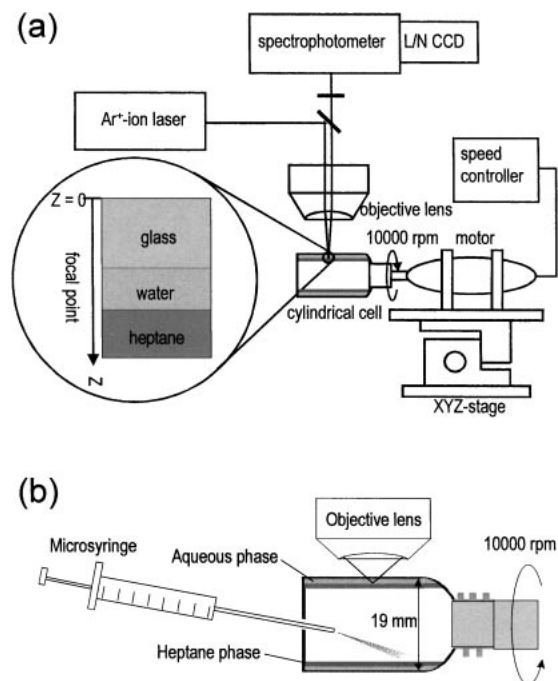 (a)
spectrophotometer
L/N CCD
Ar⁺-ion laser
speed
controller
Z = 0
objective lens
10000 rpm
motor
glass
focal point
water
heptane
cylindrical cell
Z
XYZ-stage
(b)
Objective lens
Microsyringe
10000 rpm
Aqueous phase
19 mm
Heptane phase